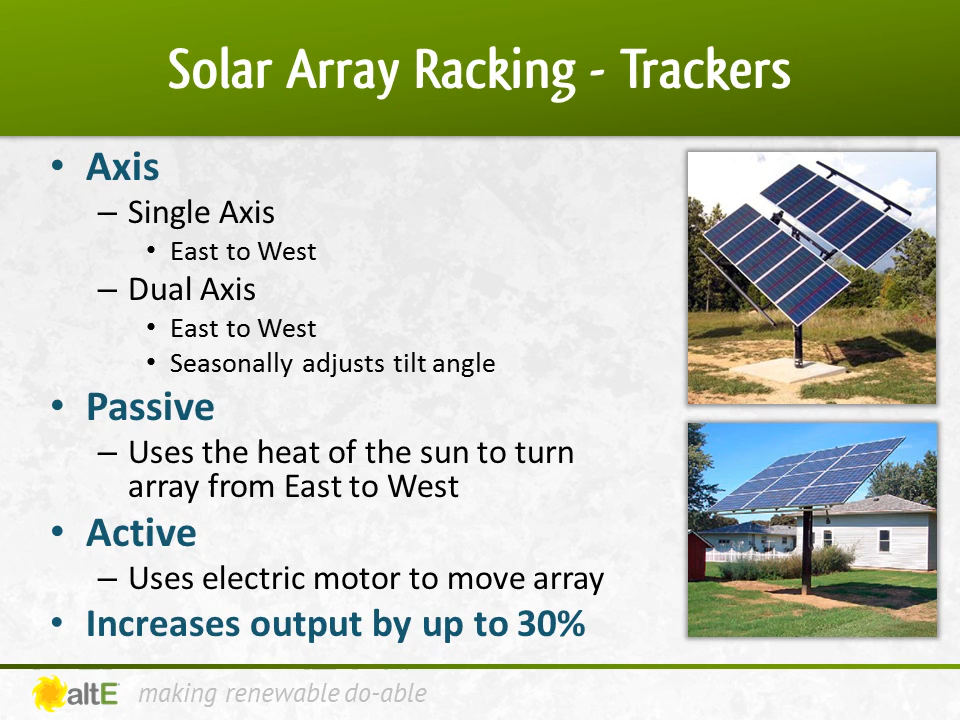 Solar Array Racking - Trackers
• Axis
– Single Axis
• East to West
– Dual Axis
• East to West
• Seasonally adjusts tilt angle
• Passive
– Uses the heat of the sun to turn
array from East to West
• Active
– Uses electric motor to move array
• Increases output by up to 30%
altE making renewable do-able